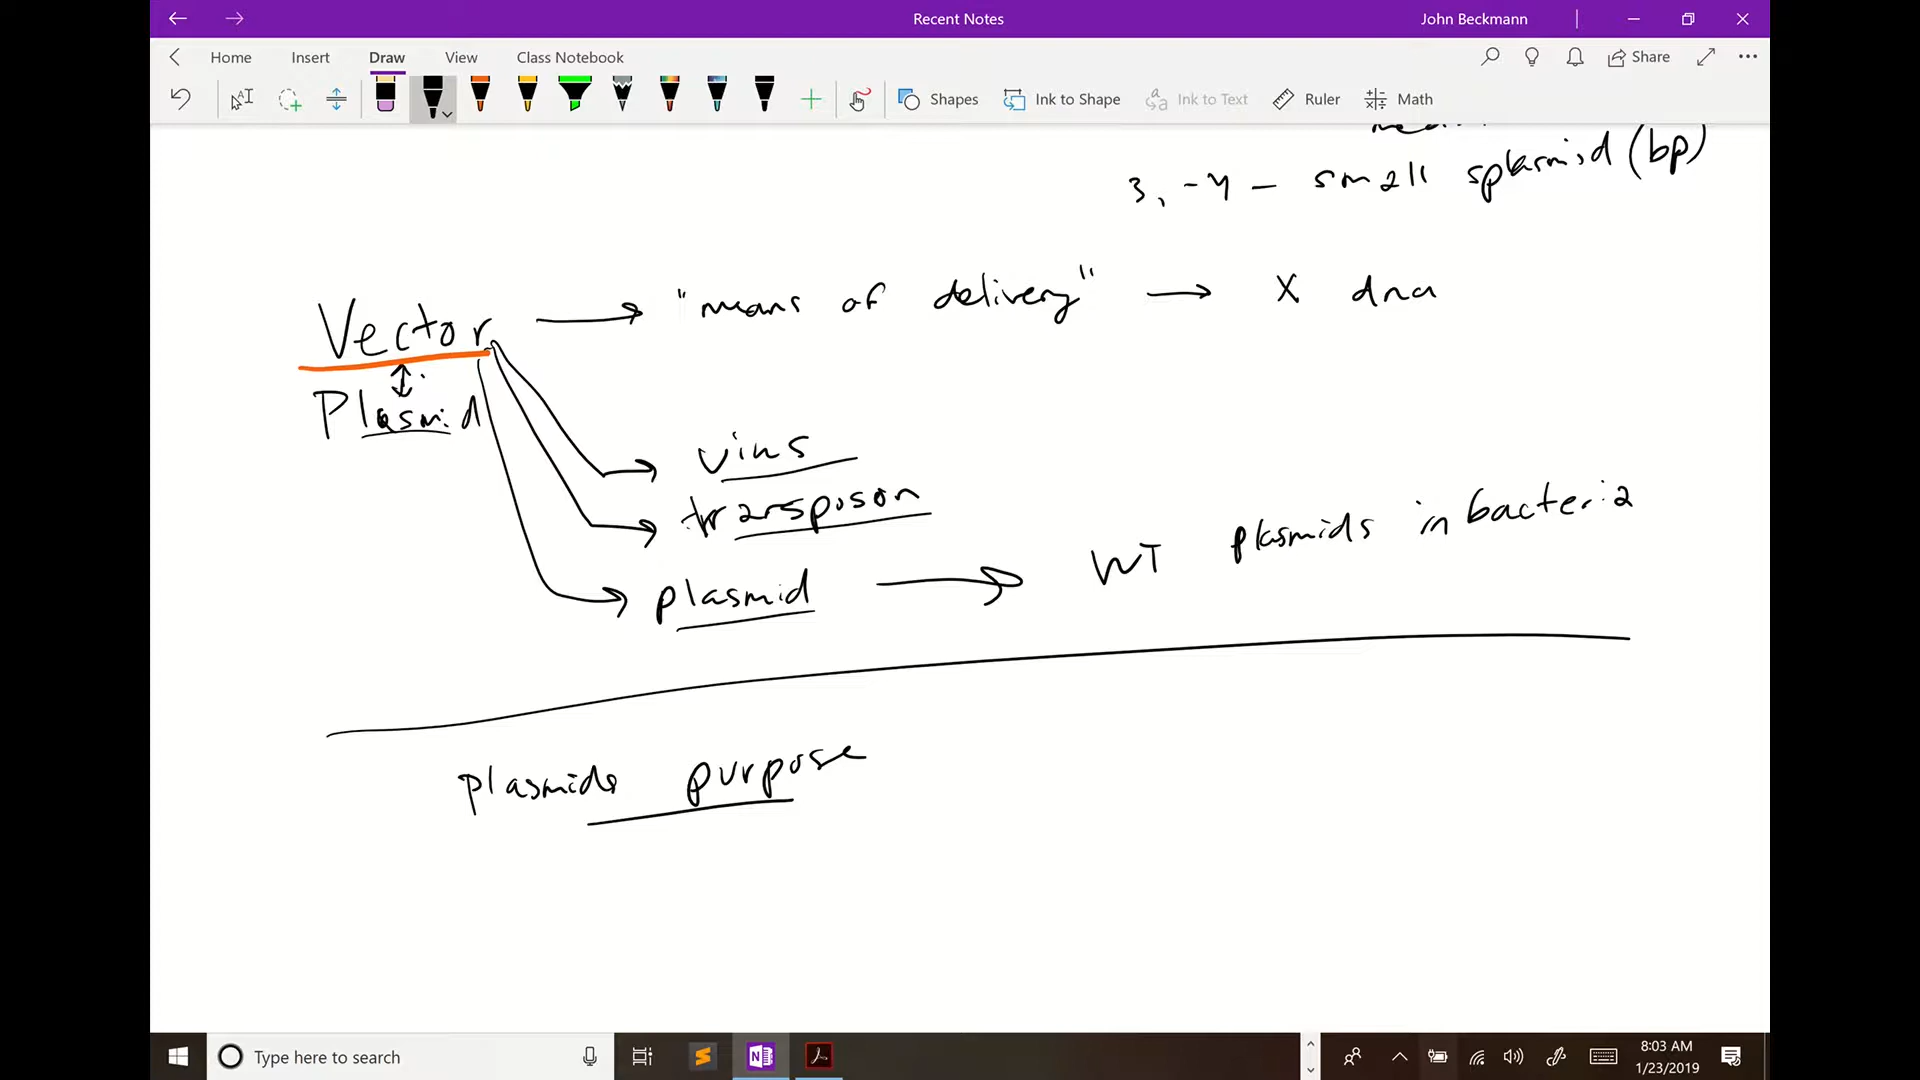 Recent Notes
John Beckmann
Home Insert Draw View Class Notebook
Share
Shapes Ink to Shape Ink to Text Ruler Math
3, -4 - small splasmid (bp)
Vector → "means of delivery" → X dna
Plasmid
virus
transposon
plasmid → WT plasmids in bacteria
plasmids purpose
Type here to search
8:03 AM
1/23/2019